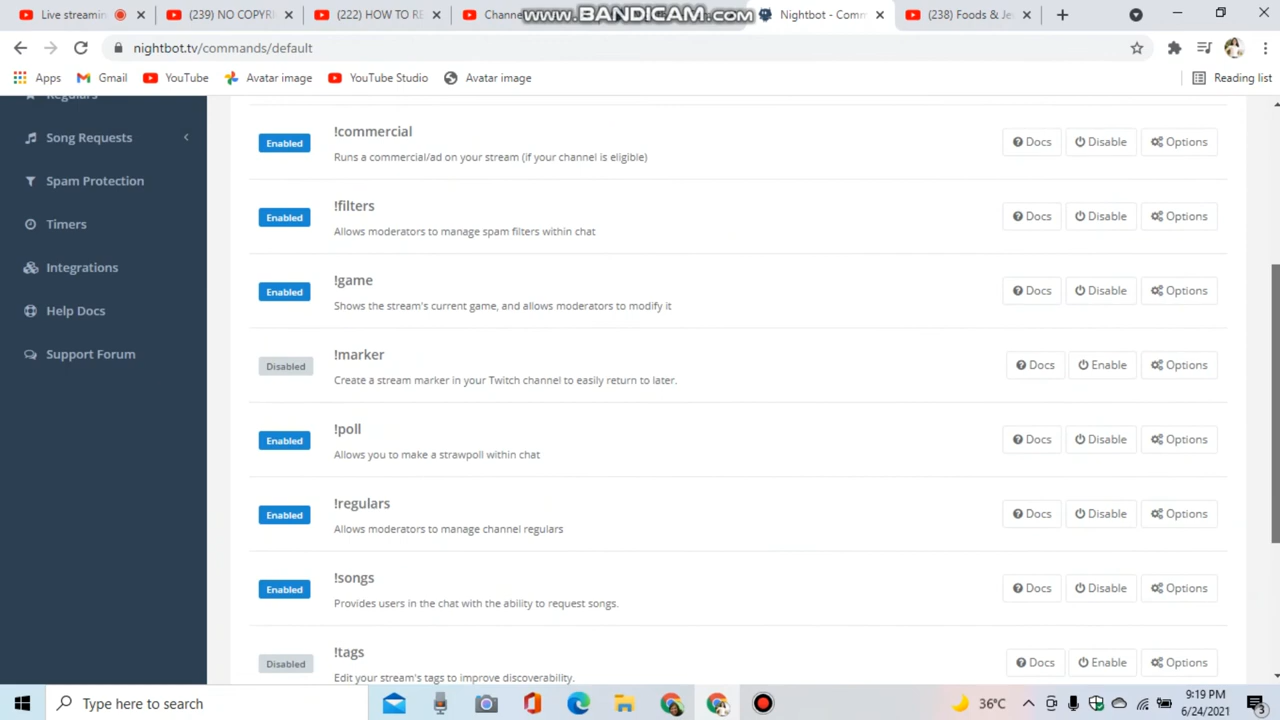 Live streamin
(239) NO COPYRI
(222) HOW TO RE
Chann
www.BANDICAM.com
Nightbot - Comm
(238) Foods & Je
nightbot.tv/commands/default
Apps
Gmail
YouTube
Avatar image
YouTube Studio
Avatar image
Reading list
Regulars
Song Requests
Spam Protection
Timers
Integrations
Help Docs
Support Forum
Enabled
!commercial
Runs a commercial/ad on your stream (if your channel is eligible)
Docs
Disable
Options
Enabled
!filters
Allows moderators to manage spam filters within chat
Docs
Disable
Options
Enabled
!game
Shows the stream's current game, and allows moderators to modify it
Docs
Disable
Options
Disabled
!marker
Create a stream marker in your Twitch channel to easily return to later.
Docs
Enable
Options
Enabled
!poll
Allows you to make a strawpoll within chat
Docs
Disable
Options
Enabled
!regulars
Allows moderators to manage channel regulars
Docs
Disable
Options
Enabled
!songs
Provides users in the chat with the ability to request songs.
Docs
Disable
Options
Disabled
!tags
Edit your stream's tags to improve discoverability.
Docs
Enable
Options
Type here to search
36°C
9:19 PM
6/24/2021
3